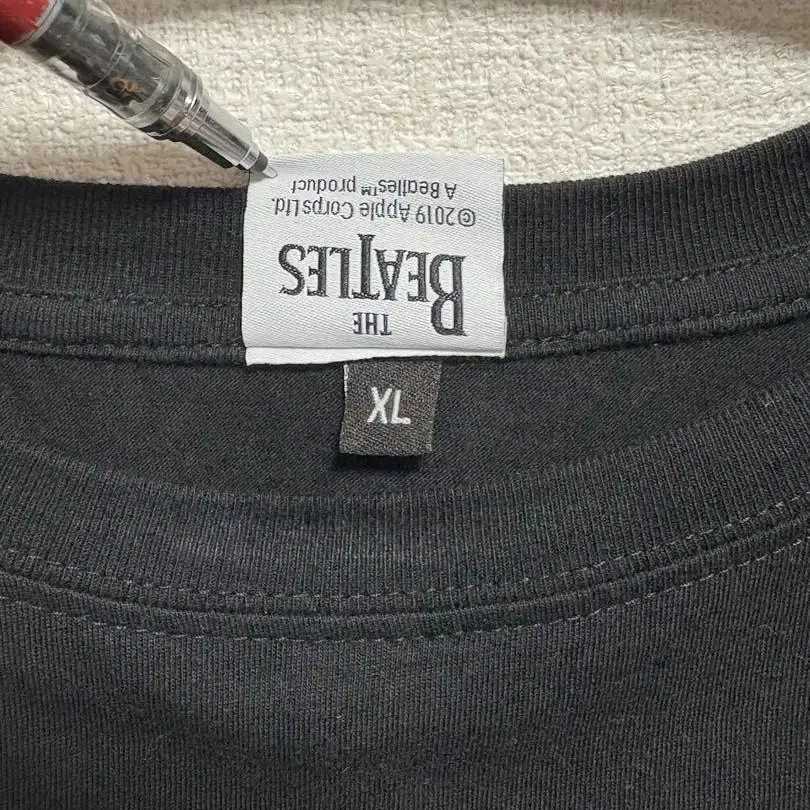 THE
BEATLES
©2019 Apple Corps Ltd.
A Beatles™ product
XL